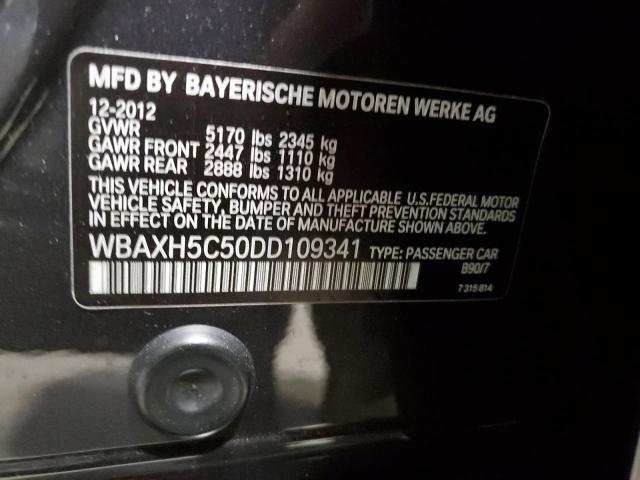 MFD BY BAYERISCHE MOTOREN WERKE AG
12-2012
GVWR 5170 lbs 2345 kg
GAWR FRONT 2447 lbs 1110 kg
GAWR REAR 2888 lbs 1310 kg
THIS VEHICLE CONFORMS TO ALL APPLICABLE U.S.FEDERAL MOTOR
VEHICLE SAFETY, BUMPER AND THEFT PREVENTION STANDARDS
IN EFFECT ON THE DATE OF MANUFACTURE SHOWN ABOVE.
WBAXH5C50DD109341 TYPE: PASSENGER CAR
B90/7
7 315 814